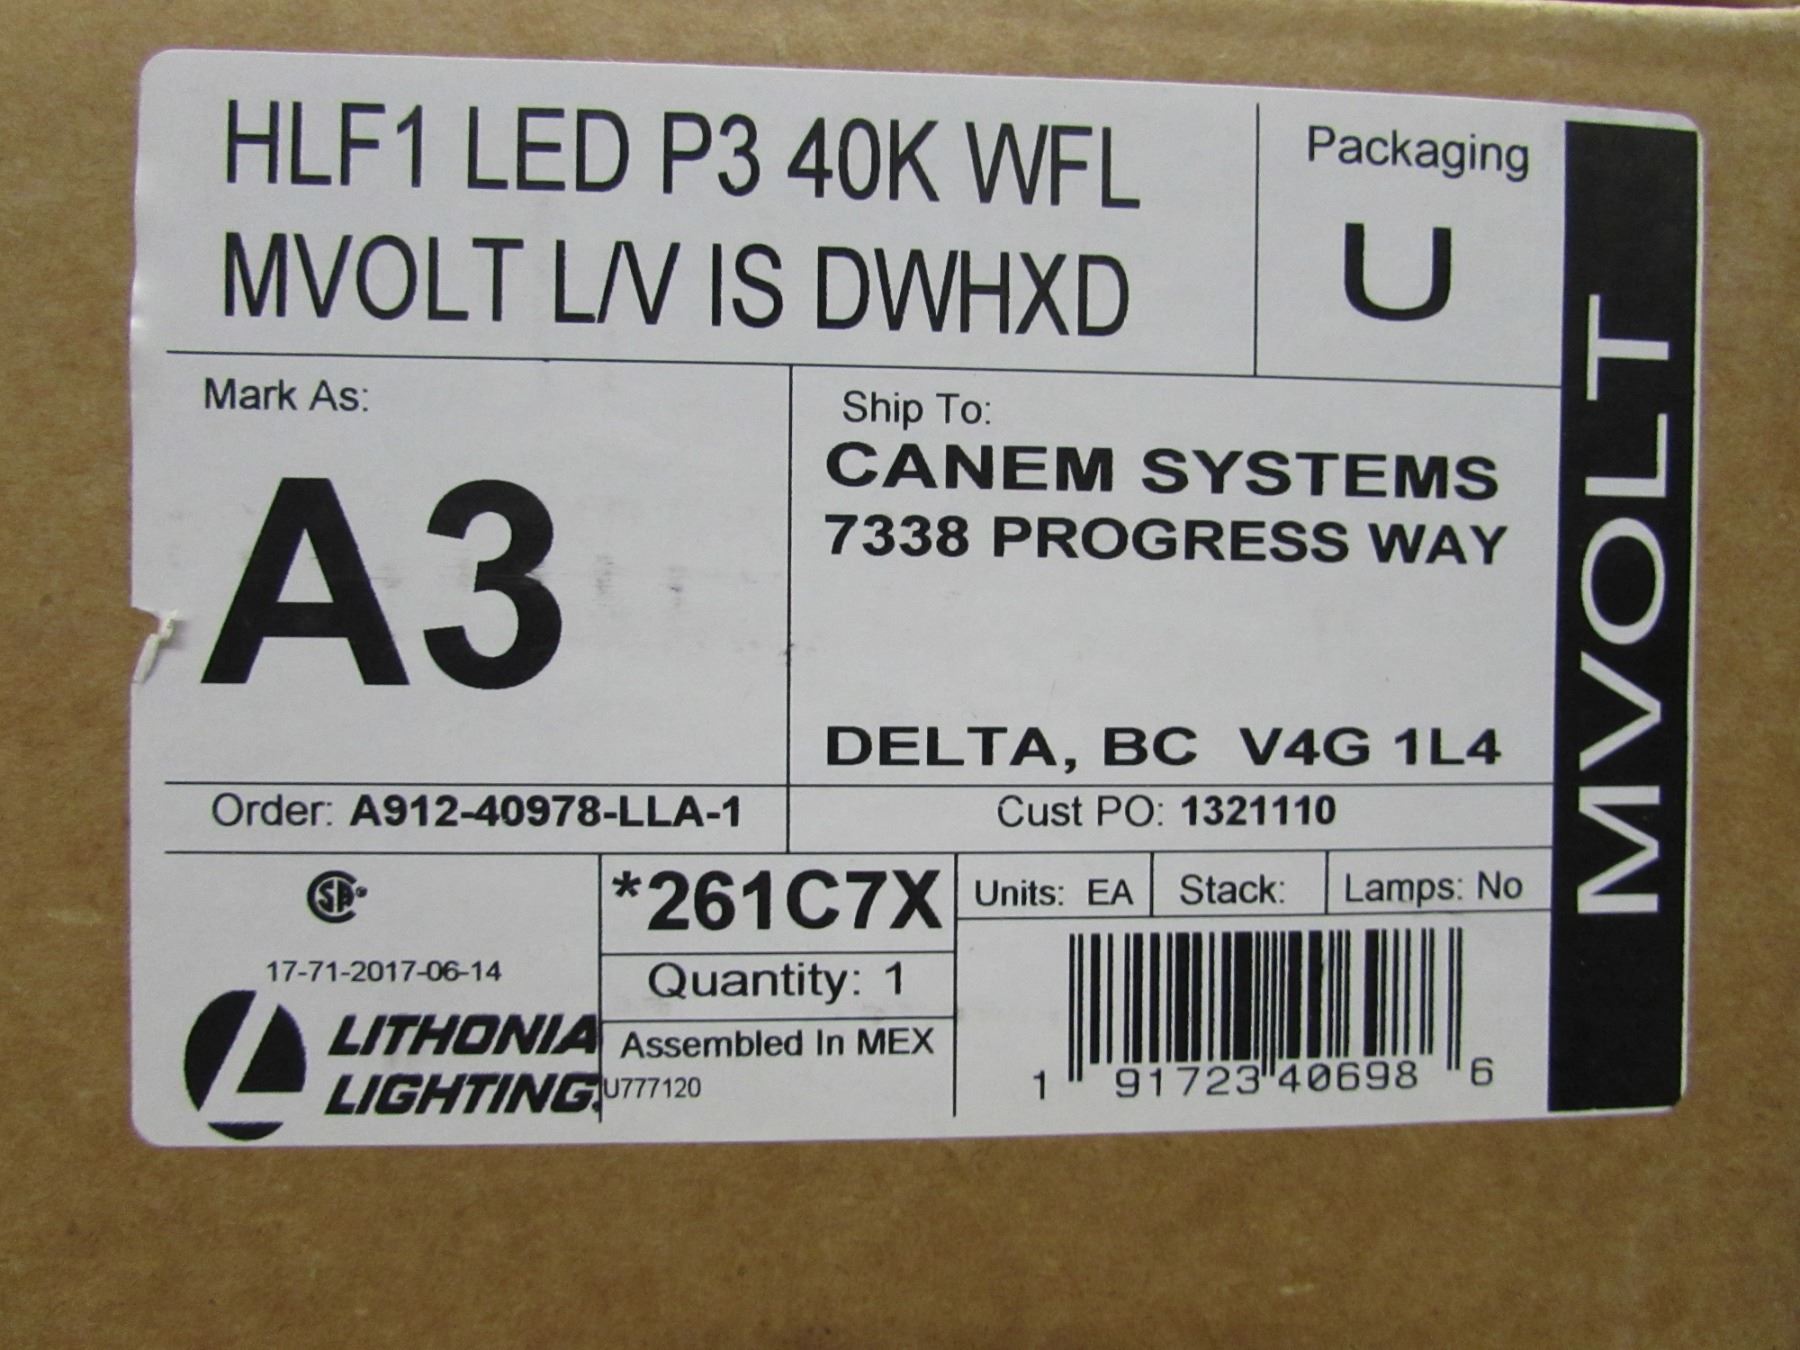 HLF1 LED P3 40K WFL
MVOLT L/V IS DWHXD
Packaging
U
MVOLT
Mark As:
A3
Ship To:
CANEM SYSTEMS
7338 PROGRESS WAY
DELTA, BC V4G 1L4
Order: A912-40978-LLA-1
Cust PO: 1321110
CSA®
17-71-2017-06-14
LITHONIA
LIGHTING.
*261C7X
Quantity: 1
Assembled In MEX
U777120
Units: EA
Stack:
Lamps: No
1 91723 40698 6